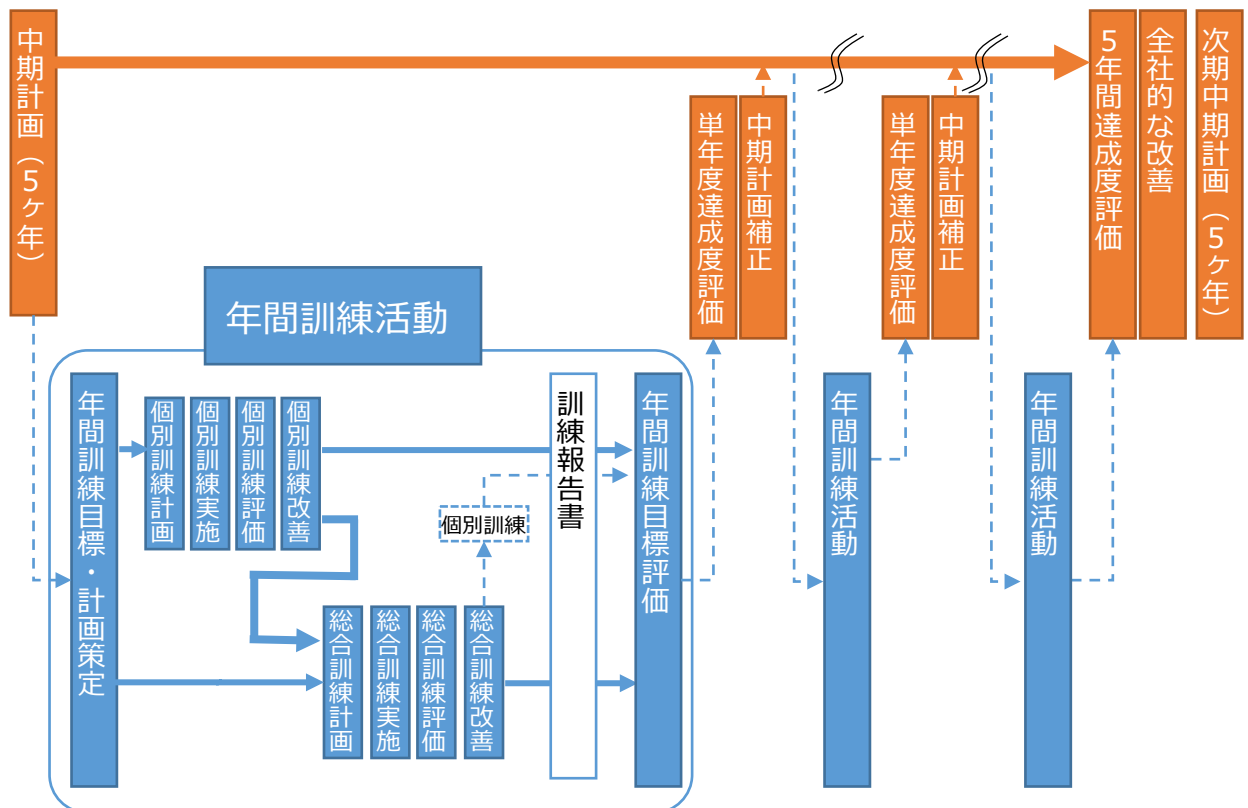 中期計画（5ヶ年）
単年度達成度評価
中期計画補正
単年度達成度評価
中期計画補正
5年間達成度評価
全社的な改善
次期中期計画（5ヶ年）
年間訓練活動
年間訓練目標・計画策定
個別訓練計画
個別訓練実施
個別訓練評価
個別訓練改善
個別訓練
総合訓練計画
総合訓練実施
総合訓練評価
総合訓練改善
訓練報告書
年間訓練目標評価
年間訓練活動
年間訓練活動